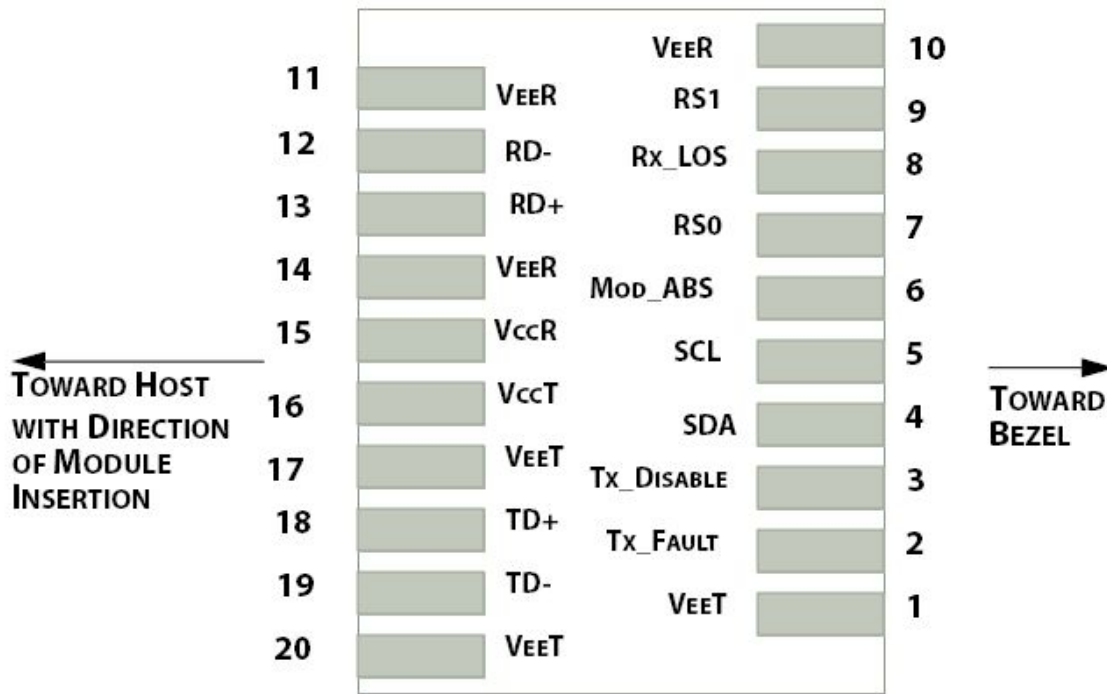 11 VEER
12 RD-
13 RD+
14 VEER
15 VCCR
16 VCCT
17 VEET
18 TD+
19 TD-
20 VEET
VEER 10
RS1 9
RX_LOS 8
RS0 7
MOD_ABS 6
SCL 5
SDA 4
TX_DISABLE 3
TX_FAULT 2
VEET 1
TOWARD HOST
WITH DIRECTION
OF MODULE
INSERTION
TOWARD
BEZEL